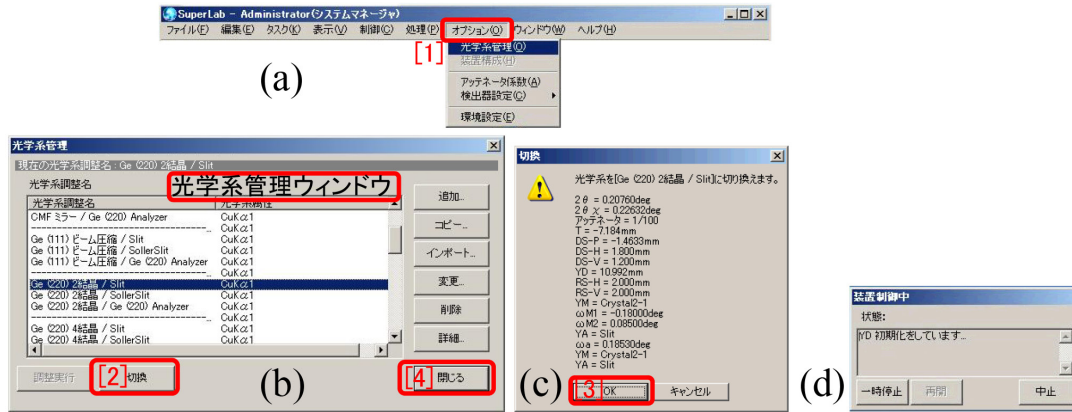 SuperLab - Administrator(システムマネージャ)
ファイル(F) 編集(E) タスク(K) 表示(V) 制御(C) 処理(P) オプション(O) ウィンドウ(W) ヘルプ(H)
[1]
光学系管理(O)
装置構成(H)
アッテネータ係数(A)
検出器設定(C)
環境設定(E)
(a)
光学系管理
現在の光学系調整名 : Ge (220) 2結晶 / Slit
光学系調整名
光学系管理ウィンドウ
光学系調整名 光学系属性
CMF ミラー / Ge (220) Analyzer CuKα1
--------------------------------... CuKα1
Ge (111) ビーム圧縮 / Slit CuKα1
Ge (111) ビーム圧縮 / SollerSlit CuKα1
Ge (111) ビーム圧縮 / Ge (220) Analyzer CuKα1
--------------------------------... CuKα1
Ge (220) 2結晶 / Slit CuKα1
Ge (220) 2結晶 / SollerSlit CuKα1
Ge (220) 2結晶 / Ge (220) Analyzer CuKα1
--------------------------------... CuKα1
Ge (220) 4結晶 / Slit CuKα1
Ge (220) 4結晶 / SollerSlit CuKα1
追加...
コピー...
インポート...
変更...
削除
詳細...
調整実行
[2] 切換
(b)
[4] 閉じる
切換
光学系を[Ge (220) 2結晶 / Slit]に切り換えます。
2θ = 0.20760deg
2θχ = 0.22632deg
アッテネータ = 1/100
T = -7.184mm
DS-P = -1.4633mm
DS-H = 1.800mm
DS-V = 1.200mm
YD = 10.992mm
RS-H = 2.000mm
RS-V = 2.000mm
YM = Crystal2-1
ωM1 = -0.18000deg
ωM2 = 0.08500deg
YA = Slit
ωa = 0.18530deg
YM = Crystal2-1
YA = Slit
(c)
[3] OK
キャンセル
装置制御中
状態:
YD 初期化をしています...
(d)
一時停止
再開
中止